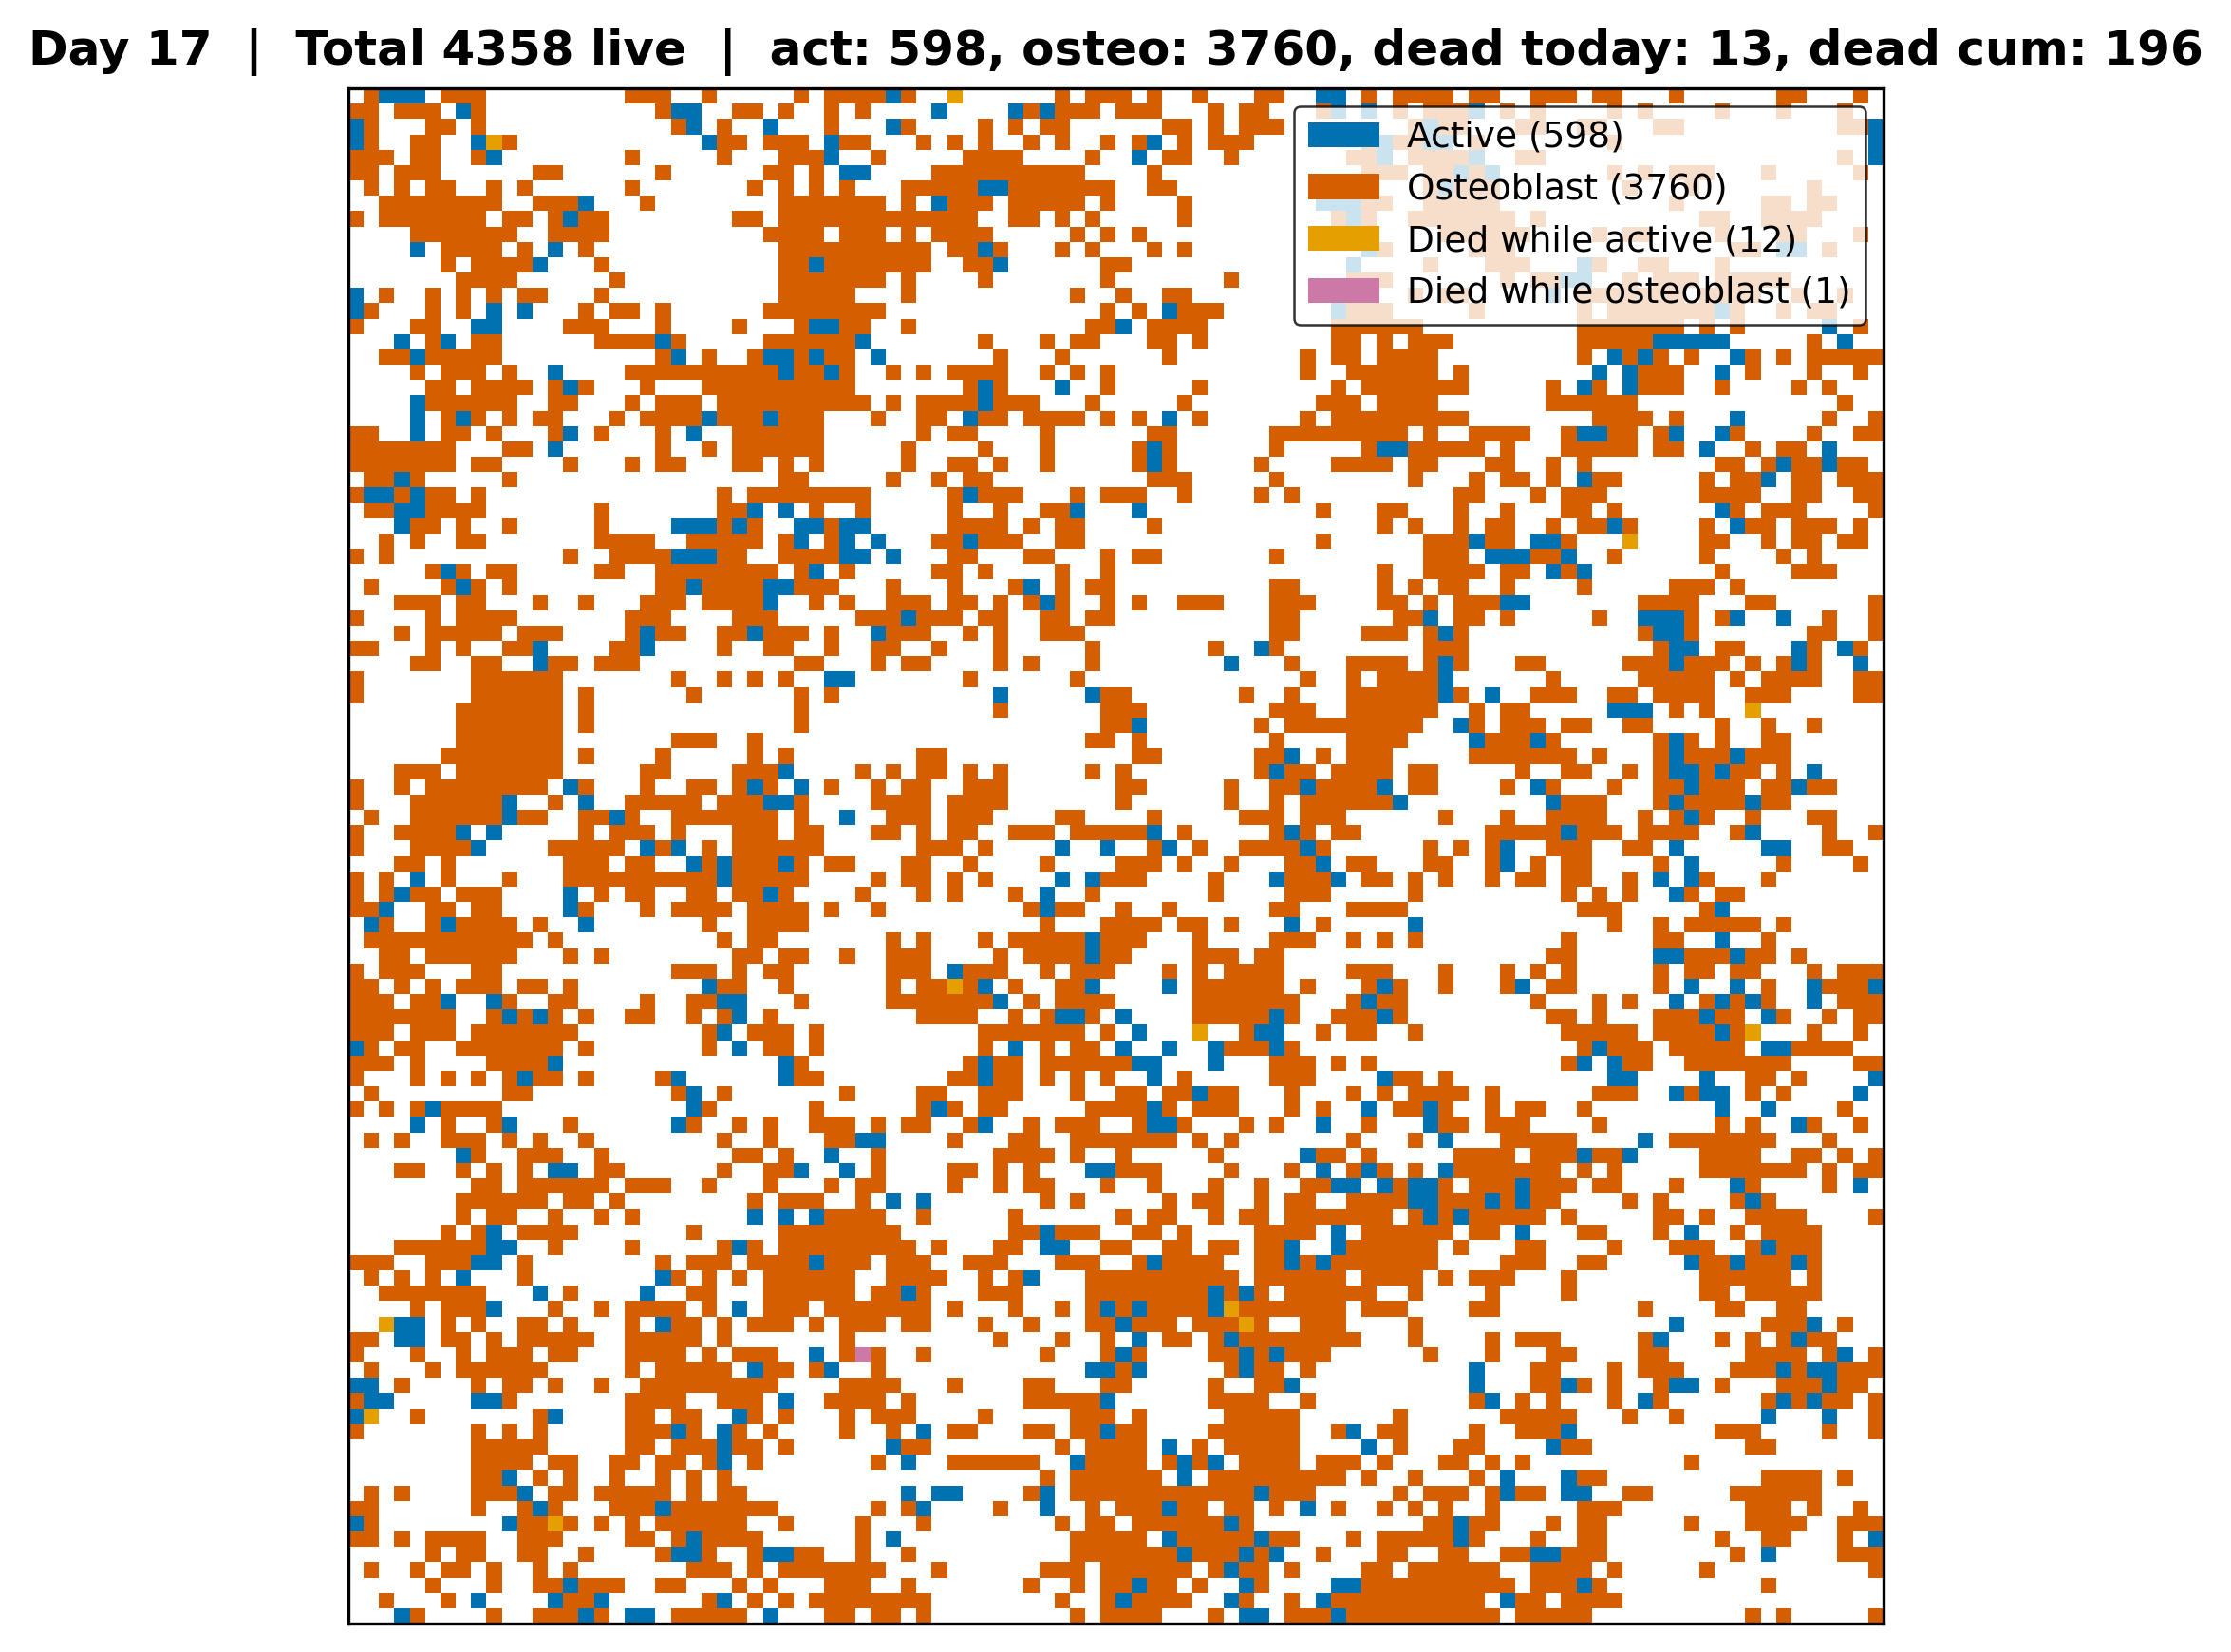 Day 17 | Total 4358 live | act: 598, osteo: 3760, dead today: 13, dead cum: 196
Active (598)
Osteoblast (3760)
Died while active (12)
Died while osteoblast (1)